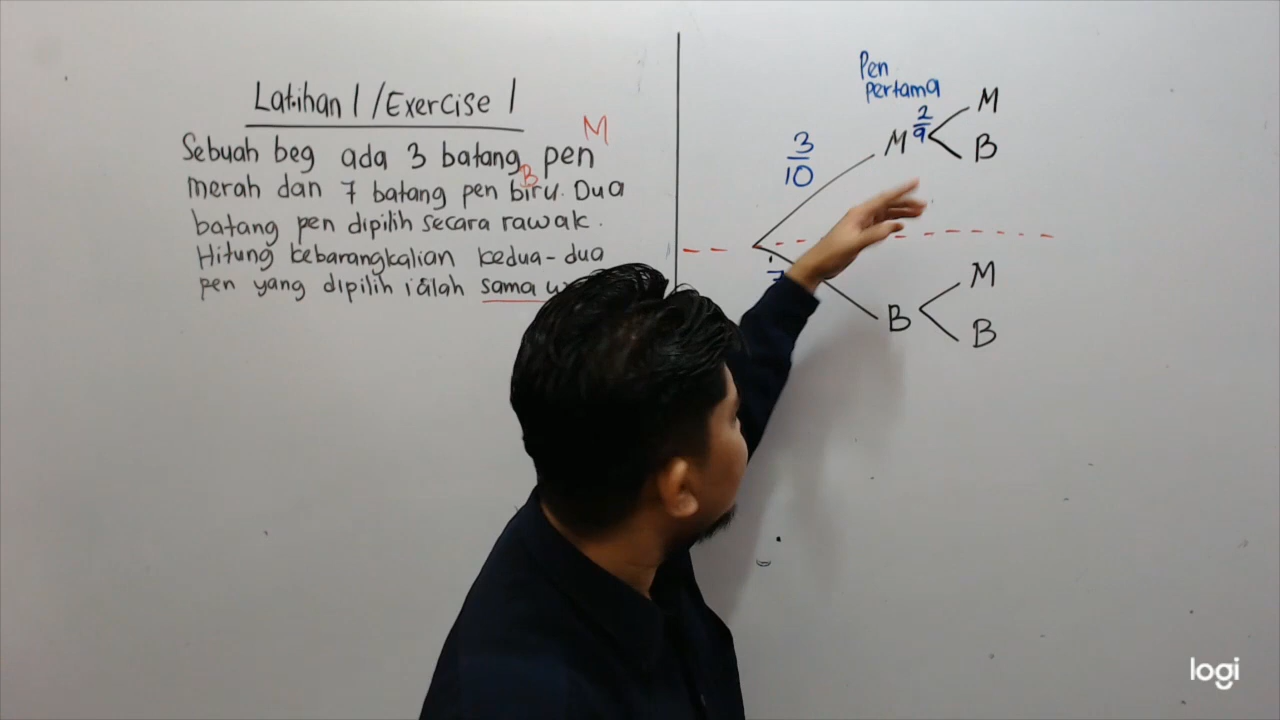 Latihan 1 / Exercise 1
M
Sebuah beg ada 3 batang pen
B
merah dan 7 batang pen biru. Dua
batang pen dipilih secara rawak.
Hitung kebarangkalian kedua-dua
pen yang dipilih ialah sama
Pen
pertama
3/10
M
2/9
M
B
7
B
M
B
logi